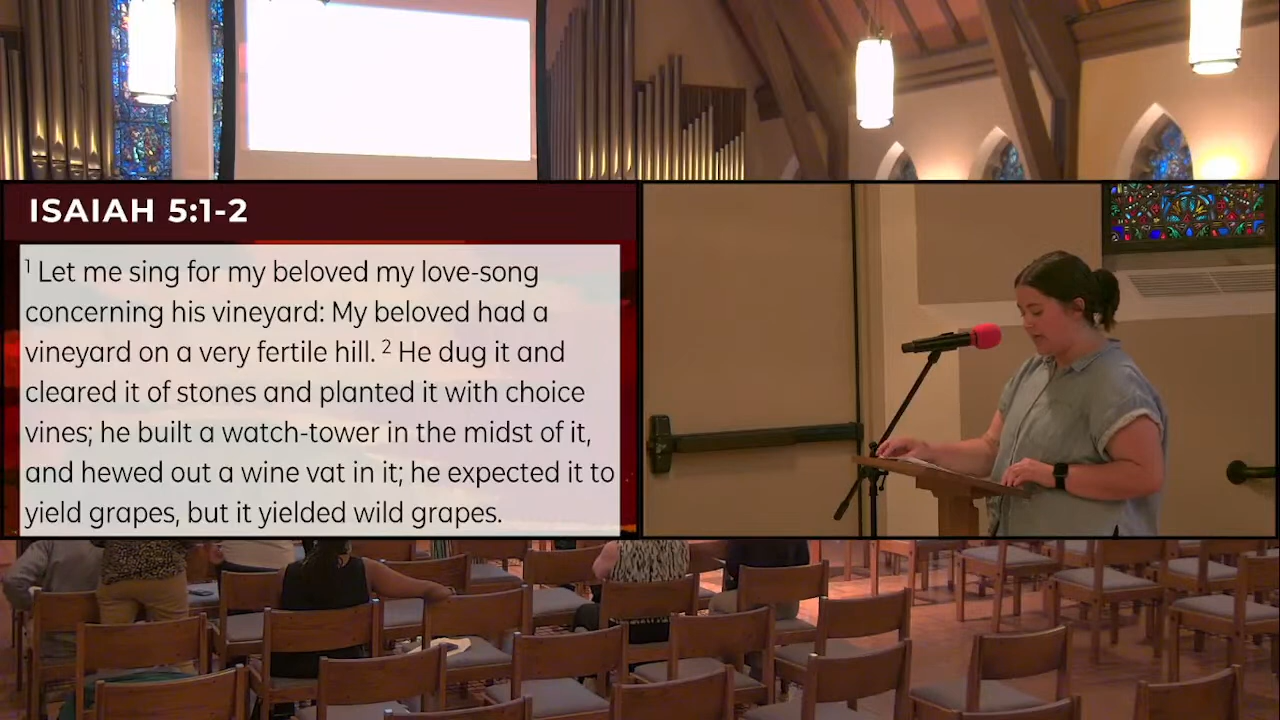 ISAIAH 5:1-2
¹ Let me sing for my beloved my love-song
concerning his vineyard: My beloved had a
vineyard on a very fertile hill. ² He dug it and
cleared it of stones and planted it with choice
vines; he built a watch-tower in the midst of it,
and hewed out a wine vat in it; he expected it to
yield grapes, but it yielded wild grapes.